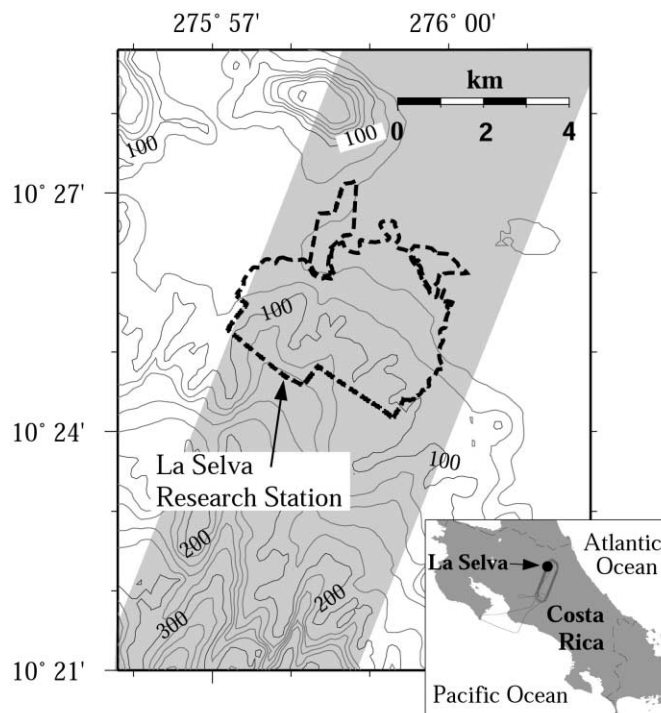 275° 57' 276° 00'
km
0 2 4
100
100
10° 27'
100
10° 24'
100
La Selva
Research Station
200
200
300
10° 21'
La Selva
Atlantic
Ocean
Costa
Rica
Pacific Ocean